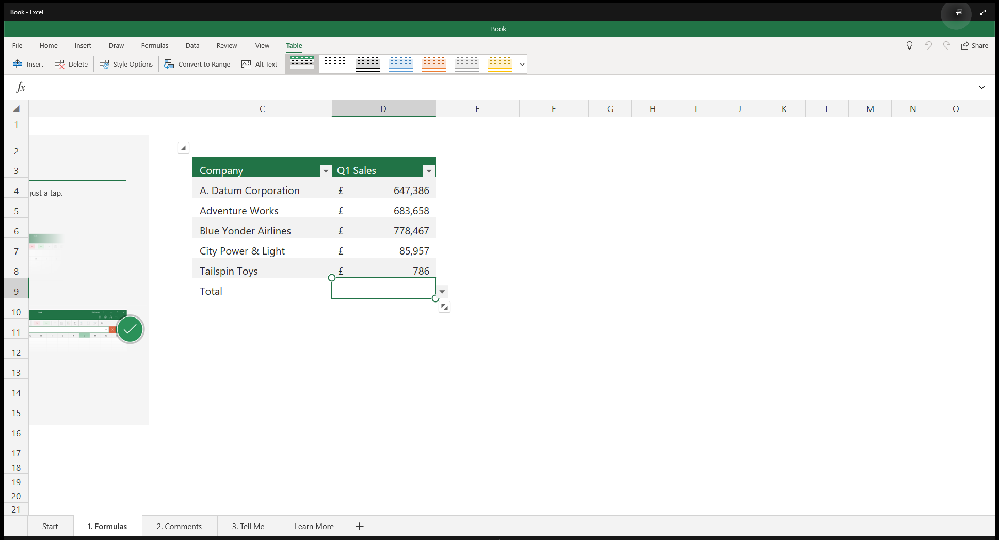 Book - Excel
Book
File Home Insert Draw Formulas Data Review View Table Share
Insert Delete Style Options Convert to Range Alt Text
fx
C D E F G H I J K L M N O
1
2
3 Company Q1 Sales
4 just a tap. A. Datum Corporation £ 647,386
5 Adventure Works £ 683,658
6 Blue Yonder Airlines £ 778,467
7 City Power & Light £ 85,957
8 Tailspin Toys £ 786
9 Total
10
11
12
13
14
15
16
17
18
19
20
21
Start 1. Formulas 2. Comments 3. Tell Me Learn More +